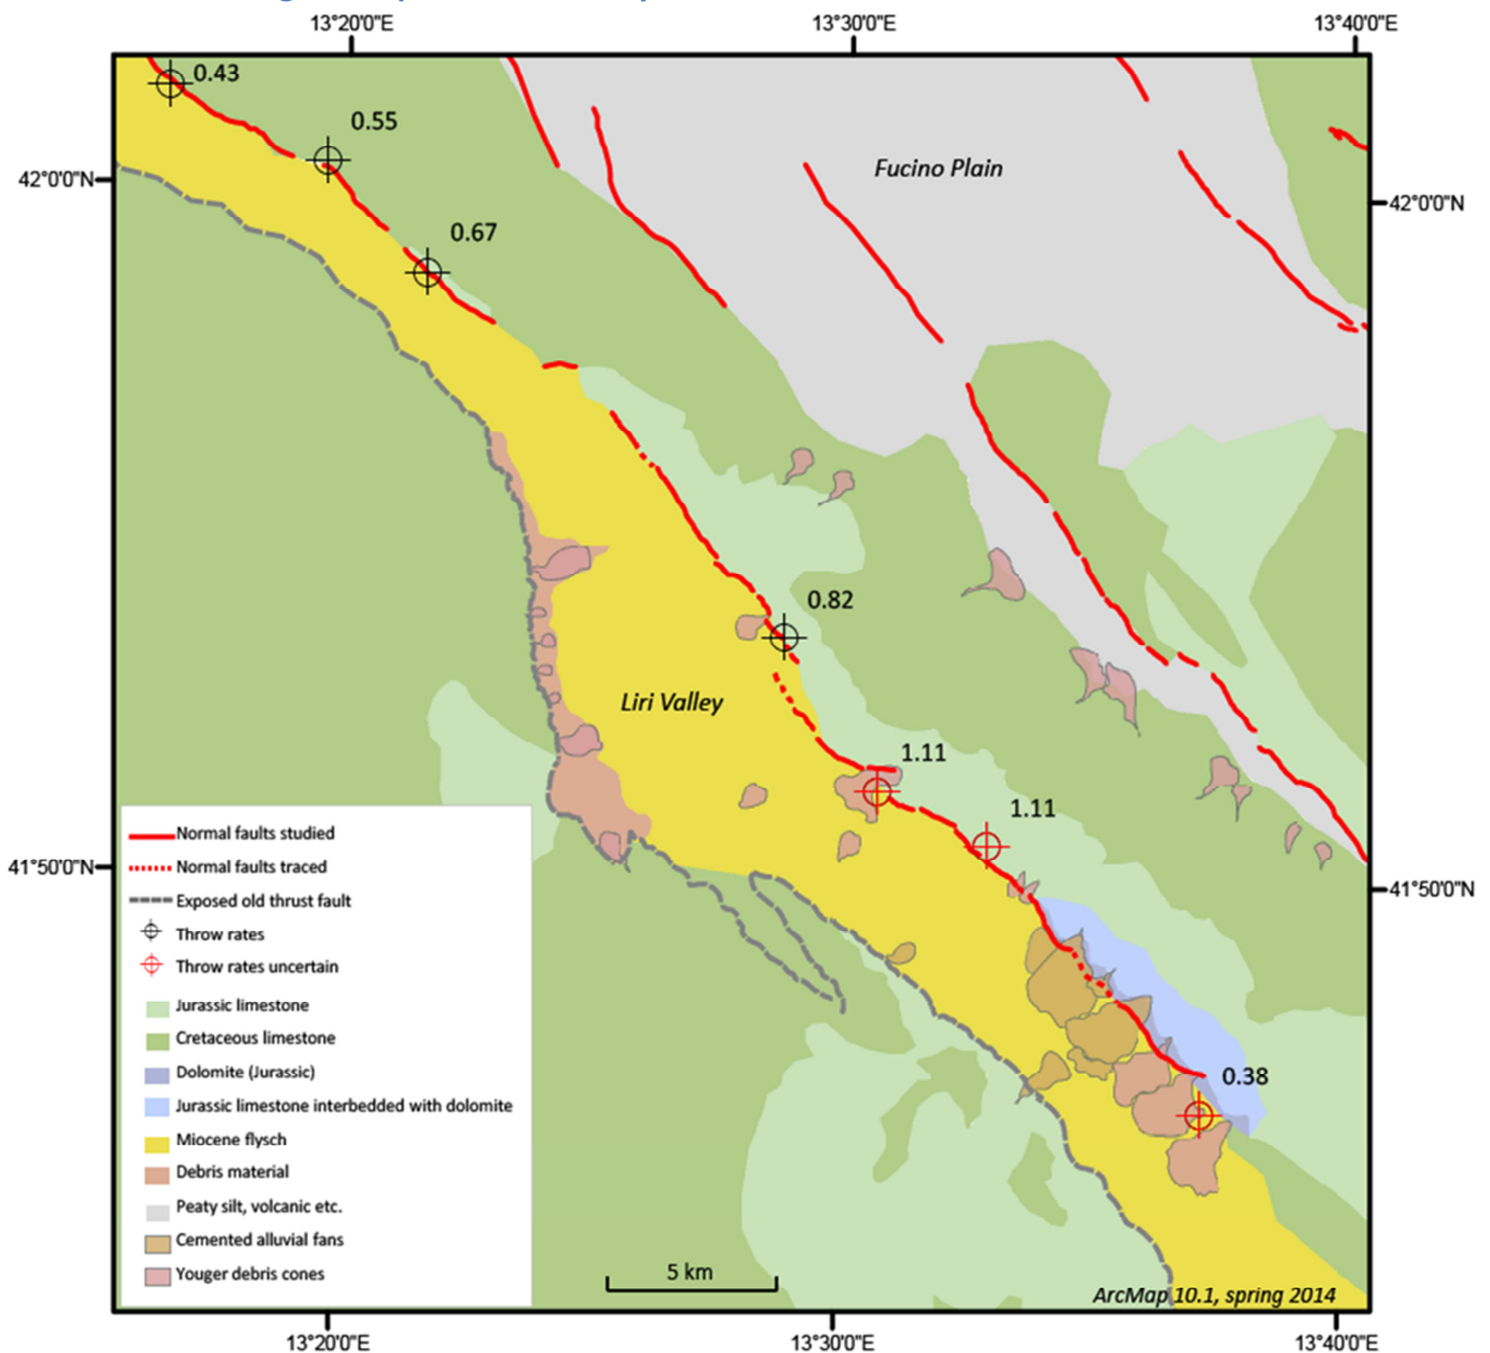 13°20'0"E
13°30'0"E
13°40'0"E
0.43
0.55
Fucino Plain
42°0'0"N
42°0'0"N
0.67
0.82
Liri Valley
1.11
1.11
41°50'0"N
41°50'0"N
Normal faults studied
Normal faults traced
Exposed old thrust fault
Throw rates
Throw rates uncertain
Jurassic limestone
Cretaceous limestone
Dolomite (Jurassic)
0.38
Jurassic limestone interbedded with dolomite
Miocene flysch
Debris material
Peaty silt, volcanic etc.
Cemented alluvial fans
Youger debris cones
5 km
ArcMap 10.1, spring 2014
13°20'0"E
13°30'0"E
13°40'0"E